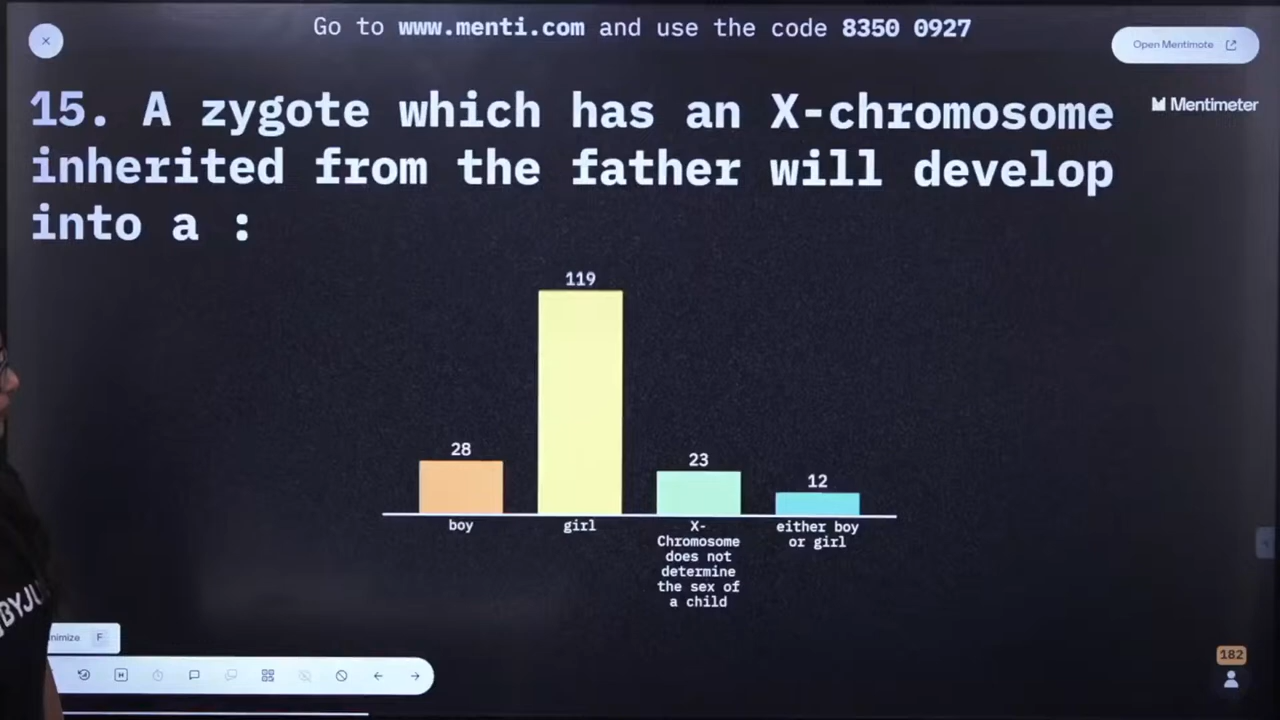 Go to www.menti.com and use the code 8350 0927
Open Mentimote
Mentimeter
15. A zygote which has an X-chromosome
inherited from the father will develop
into a :
119
28
23
12
boy
girl
X-
Chromosome
does not
determine
the sex of
a child
either boy
or girl
BYJU
nimize F
H
182